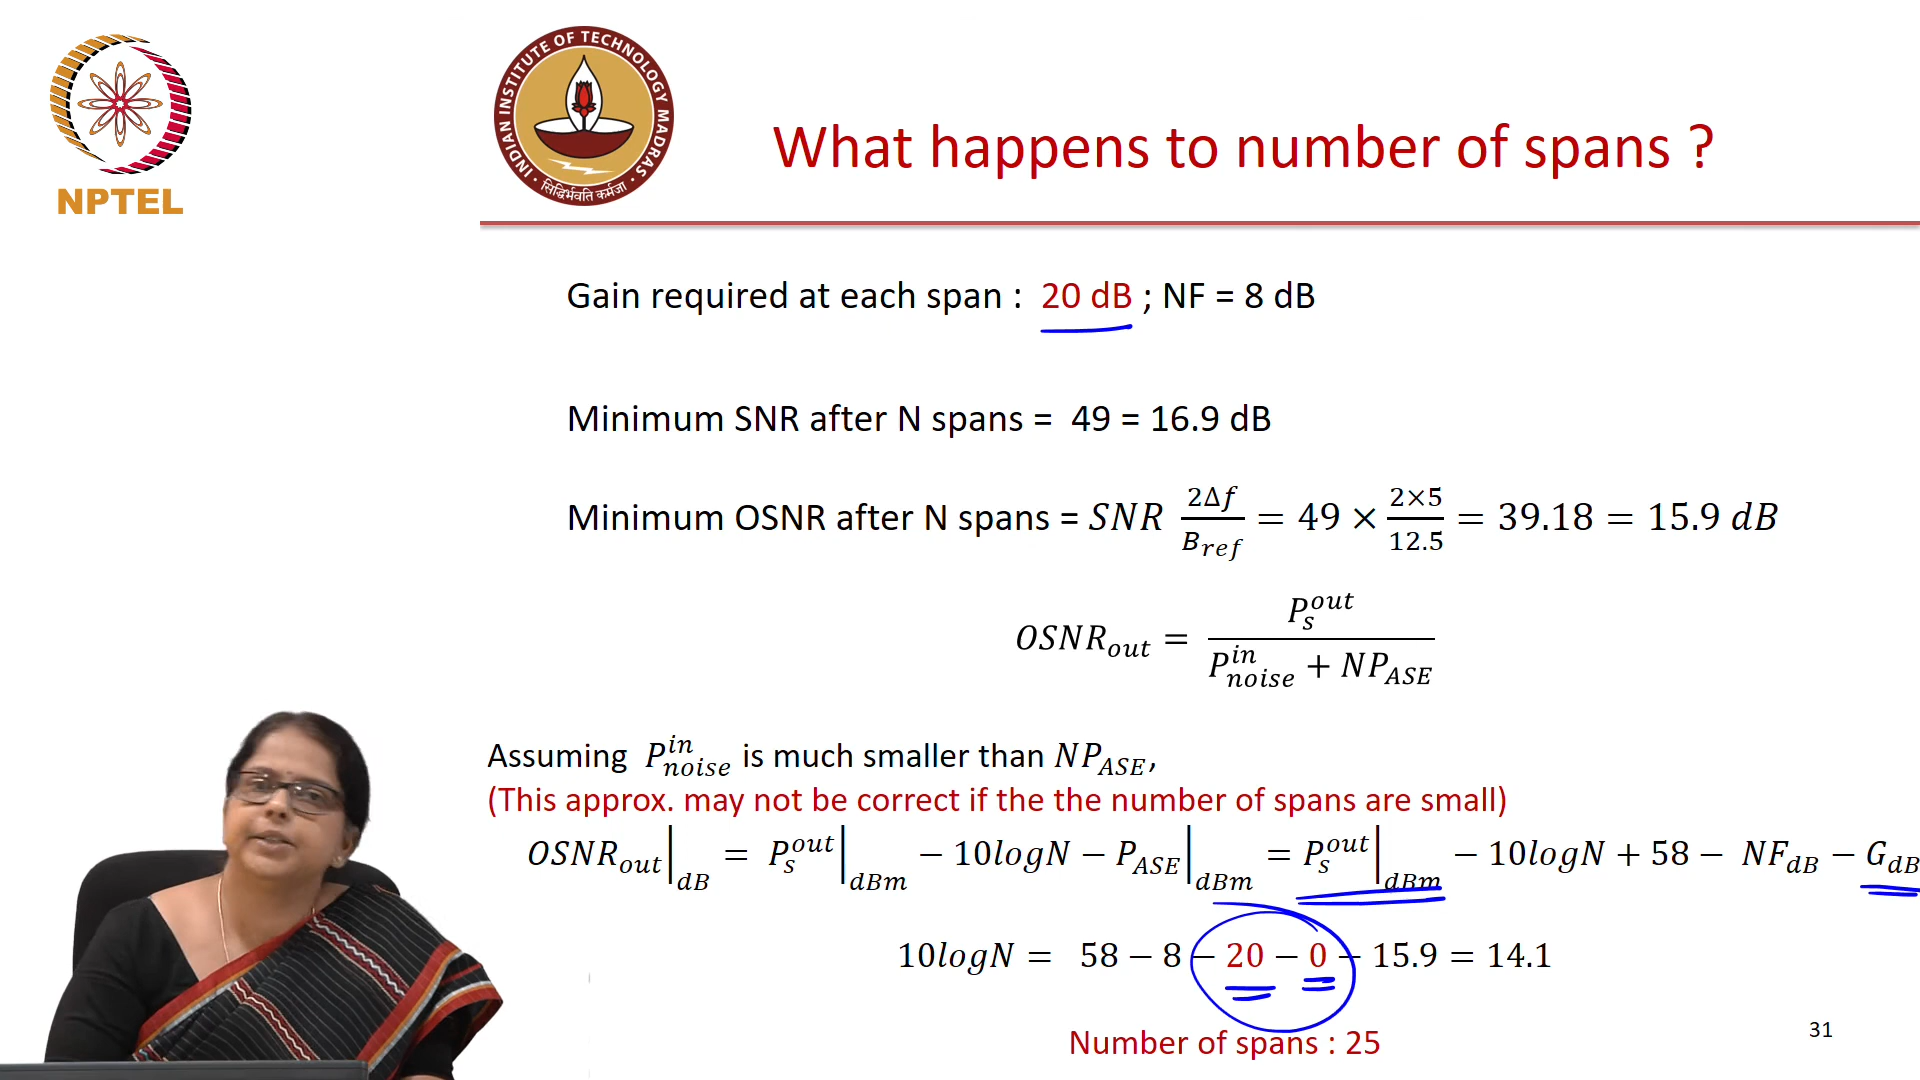 NPTEL
INDIAN INSTITUTE OF TECHNOLOGY MADRAS
सिद्धिर्भवति कर्मजा
What happens to number of spans ?
Gain required at each span : 20 dB ; NF = 8 dB
Minimum SNR after N spans = 49 = 16.9 dB
Minimum OSNR after N spans = SNR 2Δf/B_ref = 49 × 2×5/12.5 = 39.18 = 15.9 dB
OSNR_out = P_s^out / (P_noise^in + NP_ASE)
Assuming P_noise^in is much smaller than NP_ASE,
(This approx. may not be correct if the the number of spans are small)
OSNR_out|_dB = P_s^out|_dBm − 10logN − P_ASE|_dBm = P_s^out|_dBm − 10logN + 58 − NF_dB − G_dB
10logN = 58 − 8 − 20 − 0 − 15.9 = 14.1
Number of spans : 25
31